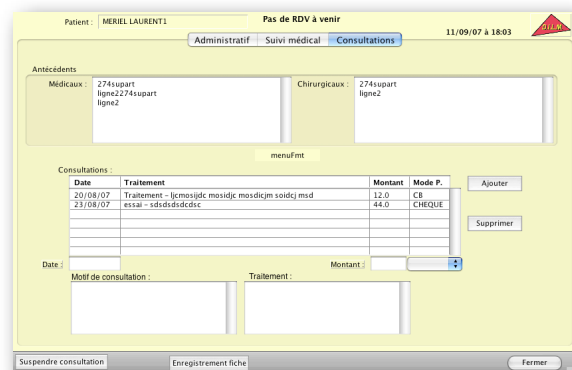 Patient : MERIEL LAURENT1
Pas de RDV à venir
11/09/07 à 18:03
Administratif Suivi médical Consultations
Antécédents
Médicaux : 274supart
ligne2274supart
ligne2
Chirurgicaux : 274supart
ligne2
menuFmt
Consultations :
Date Traitement Montant Mode P.
20/08/07 Traitement – ljcmosijdc mosidjc mosdicjm soidcj msd 12.0 CB
23/08/07 essai – sdsdsdsdcdsc 44.0 CHEQUE
Ajouter
Supprimer
Date : Montant :
Motif de consultation : Traitement :
Suspendre consultation Enregistrement fiche Fermer